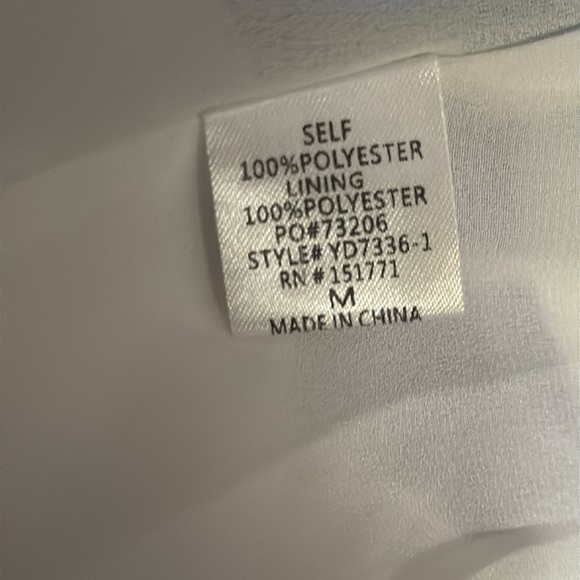 SELF
100%POLYESTER
LINING
100%POLYESTER
PO#73206
STYLE# YD7336-1
RN #151771
M
MADE IN CHINA